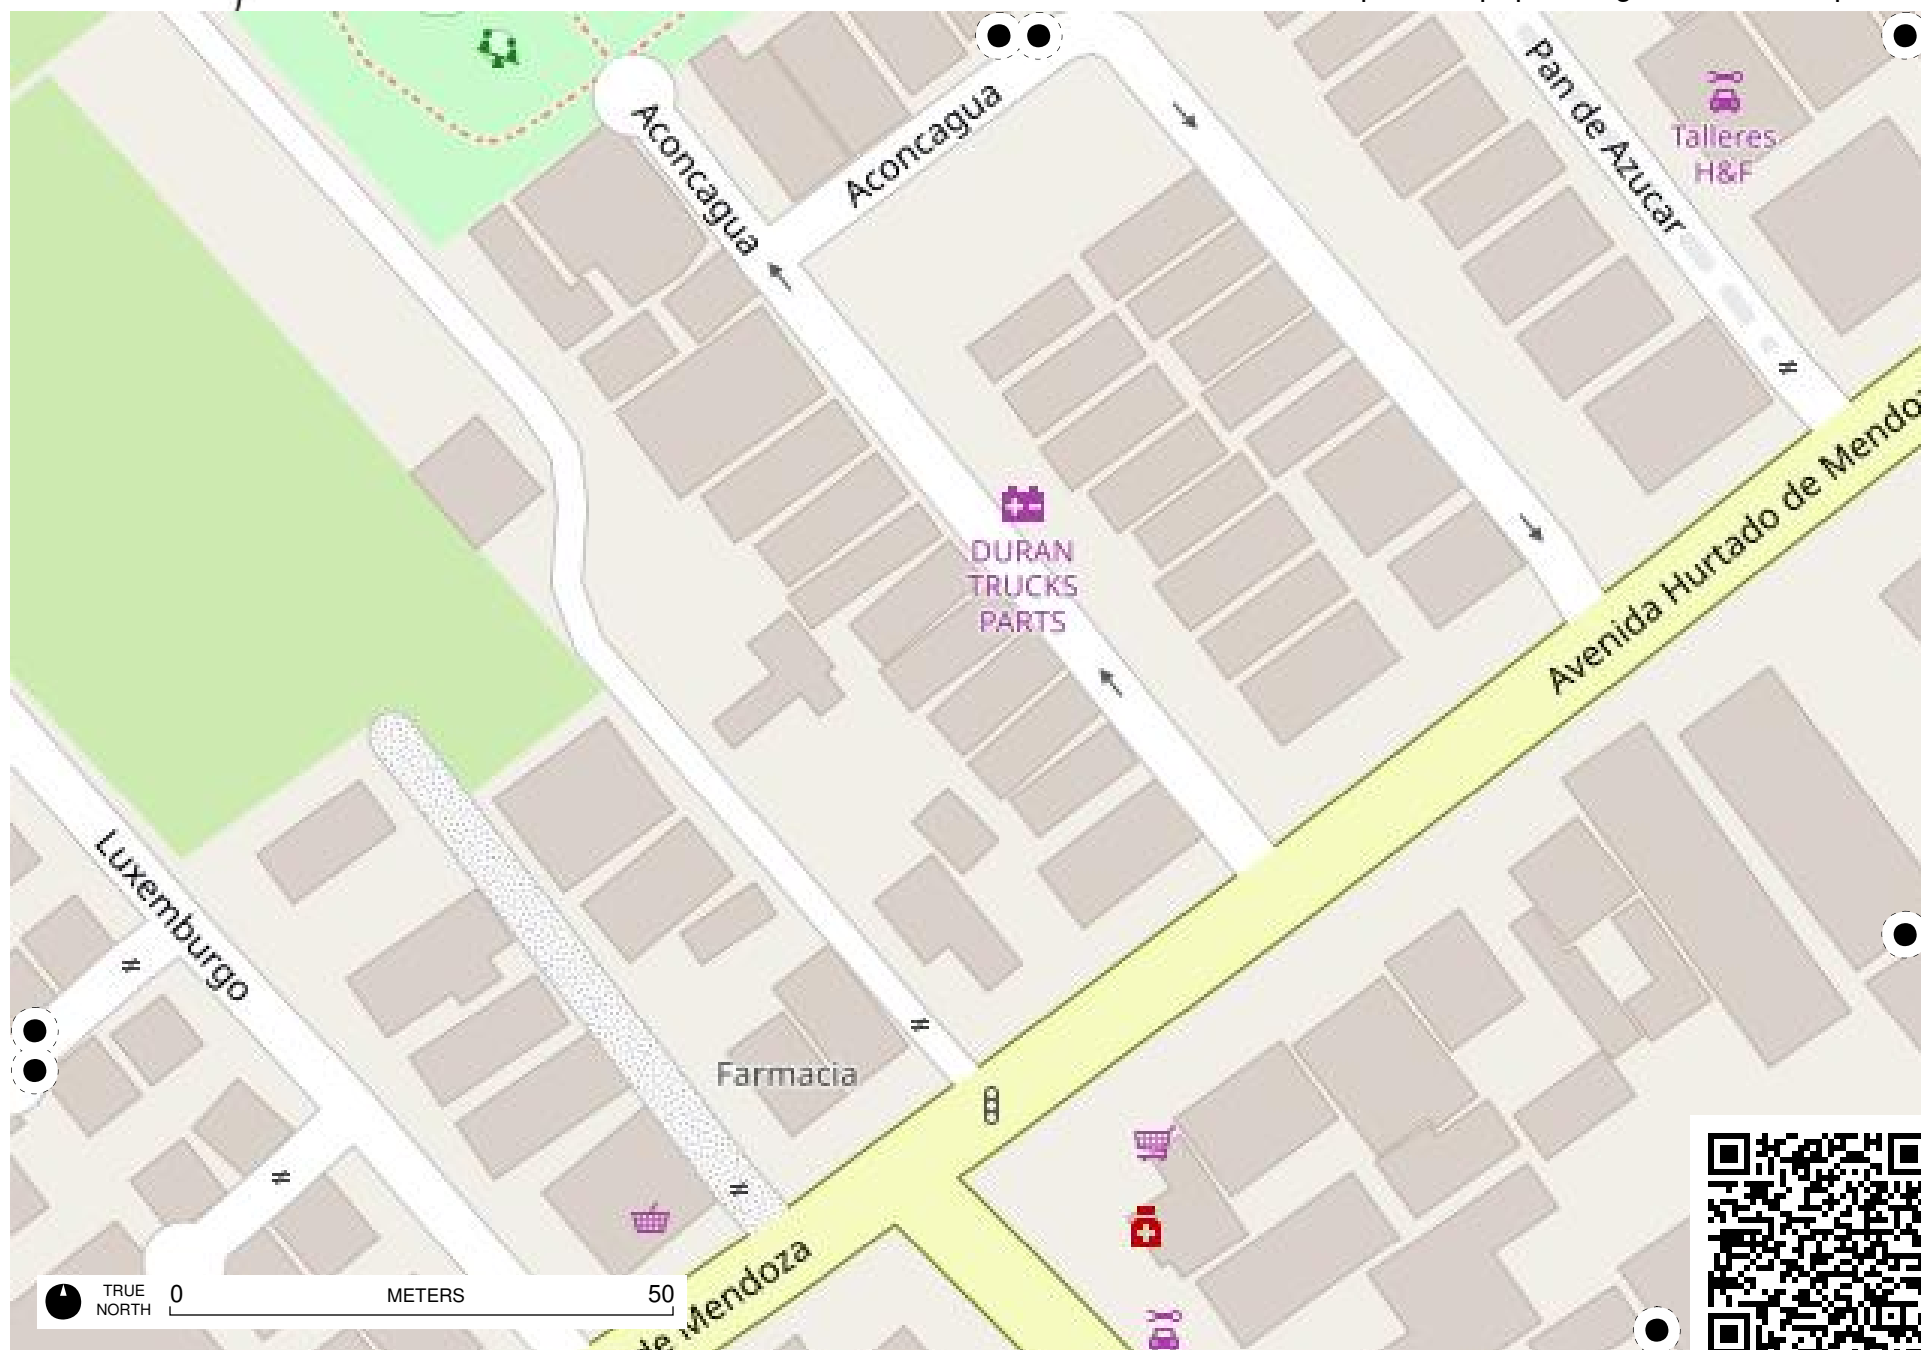 Aconcagua
Aconcagua
Pan de Azucar
Talleres
H&F
DURAN
TRUCKS
PARTS
Avenida Hurtado de Mendoz
Luxemburgo
Farmacia
de Mendoza
TRUE
NORTH
0 METERS 50